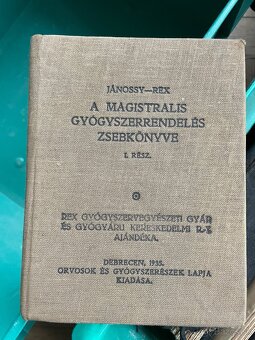 JÁNOSSY—REX
A MAGISTRALIS
GYÓGYSZERRENDELÉS
ZSEBKÖNYVE
I. RÉSZ.
REX GYÓGYSZERVEGYÉSZETI GYÁR
ÉS GYÓGYÁRU KERESKEDELMI R.-T.
AJÁNDÉKA.
DEBRECEN, 1935.
ORVOSOK ÉS GYÓGYSZERÉSZEK LAPJA
KIADÁSA.